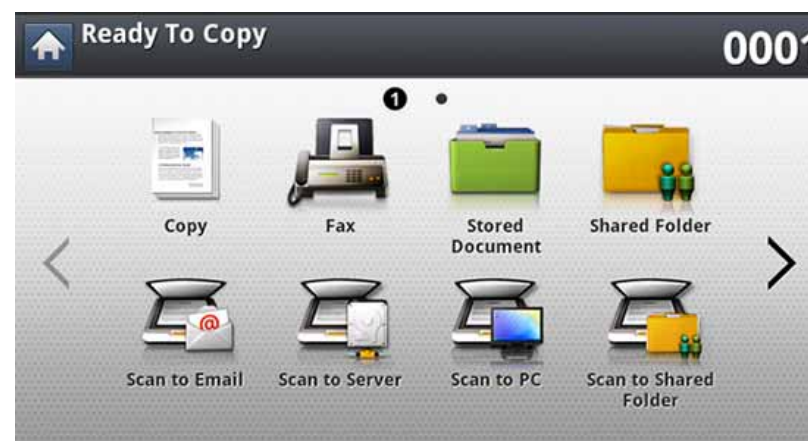 Ready To Copy
0001
1
Copy
Fax
Stored
Document
Shared Folder
@
Scan to Email
Scan to Server
Scan to PC
Scan to Shared
Folder